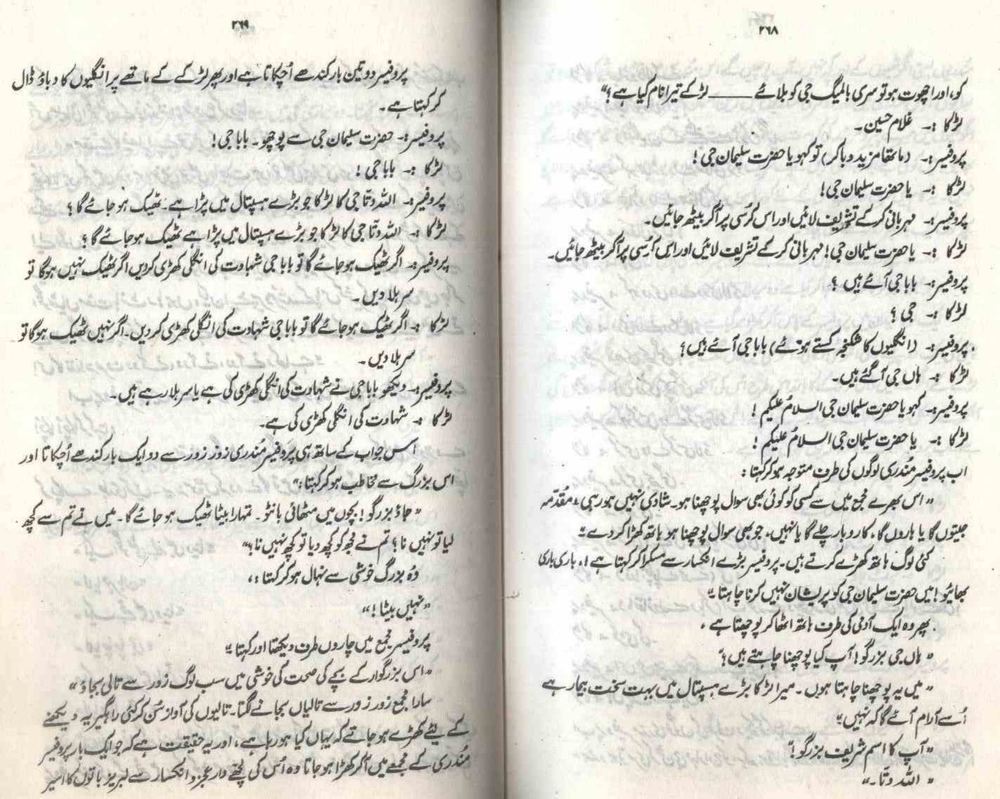 ۲۶۸
کو، اور اچھوت ہو تو سری بالمیگ جی کو بلائے ــــــ لڑکے تیرا نام کیا ہے؟"
لڑکا :۔ غلام حسین۔
پروفیسر:۔ (ماتھا مزید دبا کر) تو کہو یا حضرت سلیمان جی!
لڑکا :۔ یا حضرت سلیمان جی!
پروفیسر:۔ مہربانی کر کے تشریف لائیں اور اس کُرسی پر آ کر بیٹھ جائیں۔
لڑکا :۔ یا حضرت سلیمان جی! مہربانی کر کے تشریف لائیں اور اس کُرسی پر آ کر بیٹھ جائیں۔
پروفیسر:۔ بابا جی آئے ہیں؟
لڑکا :۔ جی؟
پروفیسر:۔ (انگلیوں کا شکنجہ کستے ہوئے) بابا جی آئے ہیں؟
لڑکا :۔ ہاں جی آگئے ہیں۔
پروفیسر:۔ کہو یا حضرت سلیمان جی السلامُ علیکم!
لڑکا :۔ یا حضرت سلیمان جی السلامُ علیکم!
اب پروفیسر مُندری لوگوں کی طرف متوجہ ہو کر کہتا:
"اس بھرے مجمع میں سے کسی کو کوئی بھی سوال پوچھنا ہو۔ شادی نہیں ہو رہی، مقدمہ
جیتوں گا یا ہاروں گا، کاروبار چلے گا یا نہیں۔ جو بھی سوال پوچھنا ہو ہاتھ کھڑا کر دے۔"
کئی لوگ ہاتھ کھڑے کرتے ہیں۔ پروفیسر بڑے انکسار سے مسکرا کر کہتا ہے! "باری باری
بھائیو! میں حضرت سلیمان جی کو پریشان نہیں کرنا چاہتا۔"
پھر وہ ایک آدمی کی طرف ہاتھ اٹھا کر پوچھتا ہے۔
"ہاں جی بزرگو! آپ کیا پوچھنا چاہتے ہیں؟"
"میں یہ پوچھنا چاہتا ہوں۔ میرا لڑکا بڑے ہسپتال میں بہت سخت بیمار ہے
اُسے آرام آئے گا کہ نہیں؟"
"آپ کا اسم شریف بزرگو!"
"اللہ دتّا۔"
۲۶۹
پروفیسر دو تین بار کندھے اُچکاتا ہے اور پھر لڑکے کے ماتھے پر انگلیوں کا دباؤ ڈال
کر کہتا ہے۔
پروفیسر:۔ حضرت سلیمان جی سے پوچھو۔ بابا جی!
لڑکا :۔ بابا جی!
پروفیسر:۔ اللہ دتّا جی کا لڑکا جو بڑے ہسپتال میں پڑا ہے۔ ٹھیک ہو جائے گا؟
لڑکا :۔ اللہ دتّا جی کا لڑکا جو بڑے ہسپتال میں پڑا ہے ٹھیک ہو جائے گا؟
پروفیسر:۔ اگر ٹھیک ہو جائے گا تو بابا جی شہادت کی انگلی کھڑی کر دیں اگر ٹھیک نہیں ہوگا تو
سر ہلا دیں۔
لڑکا :۔ اگر ٹھیک ہو جائے گا تو بابا جی شہادت کی انگلی کھڑی کر دیں۔ اگر نہیں ٹھیک ہوگا تو
سر ہلا دیں۔
پروفیسر:۔ دیکھو بابا جی نے شہادت کی انگلی کھڑی کی ہے یا سر ہلا رہے ہیں۔
لڑکا :۔ شہادت کی انگلی کھڑی کی ہے۔
اس جواب کے ساتھ ہی پروفیسر مُندری زور زور سے دو ایک بار کندھے اُچکاتا اور
اس بزرگ سے مخاطب ہو کر کہتا:
"جاؤ بزرگو! بچوں میں مٹھائی بانٹو۔ تمہارا بیٹا ٹھیک ہو جائے گا۔ میں نے تم سے کچھ
لیا تو نہیں نا؟ تم نے مجھ کو کچھ دیا تو کچھ نہیں نا؟"
وہ بزرگ خوشی سے نہال ہو کر کہتا:
"نہیں بیٹا!"
پروفیسر مجمع میں چاروں طرف دیکھتا اور کہتا:
"اس بزرگوار کے بچے کی صحت کی خوشی میں سب لوگ زور سے تالی بجاؤ"
سارا مجمع زور زور سے تالیاں بجانے لگتا۔ تالیوں کی آواز سُن کر کئی راہگیر یہ دیکھنے
کے لیئے کھڑے ہو جاتے کہ یہاں کیا ہو رہا ہے، اور یہ حقیقت ہے کہ جو ایک بار پروفیسر
مُندری کے مجمعے میں آ کر کھڑا ہو جاتا وہ اُس کی لچھے دار عجز و انکسار سے لبریز باتوں کا اسیر